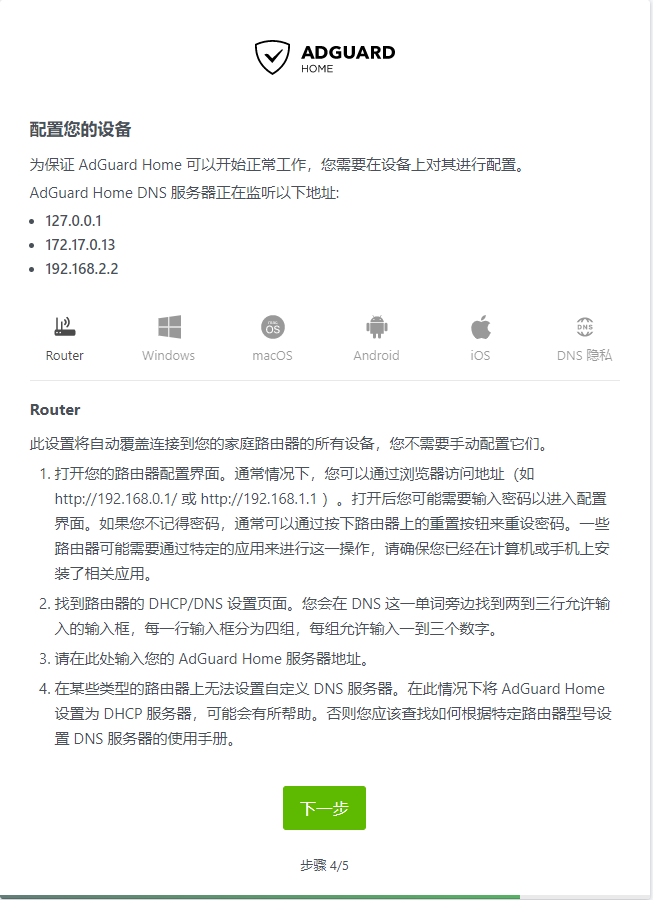 ADGUARD
HOME
配置您的设备
为保证 AdGuard Home 可以开始正常工作，您需要在设备上对其进行配置。
AdGuard Home DNS 服务器正在监听以下地址:
• 127.0.0.1
• 172.17.0.13
• 192.168.2.2
macOS
DNS
Router
Windows
macOS
Android
iOS
DNS 隐私
Router
此设置将自动覆盖连接到您的家庭路由器的所有设备，您不需要手动配置它们。
1. 打开您的路由器配置界面。通常情况下，您可以通过浏览器访问地址（如
http://192.168.0.1/ 或 http://192.168.1.1 ）。打开后您可能需要输入密码以进入配置
界面。如果您不记得密码，通常可以通过按下路由器上的重置按钮来重设密码。一些
路由器可能需要通过特定的应用来进行这一操作，请确保您已经在计算机或手机上安
装了相关应用。
2. 找到路由器的 DHCP/DNS 设置页面。您会在 DNS 这一单词旁边找到两到三行允许输
入的输入框，每一行输入框分为四组，每组允许输入一到三个数字。
3. 请在此处输入您的 AdGuard Home 服务器地址。
4. 在某些类型的路由器上无法设置自定义 DNS 服务器。在此情况下将 AdGuard Home
设置为 DHCP 服务器，可能会有所帮助。否则您应该查找如何根据特定路由器型号设
置 DNS 服务器的使用手册。
下一步
步骤 4/5